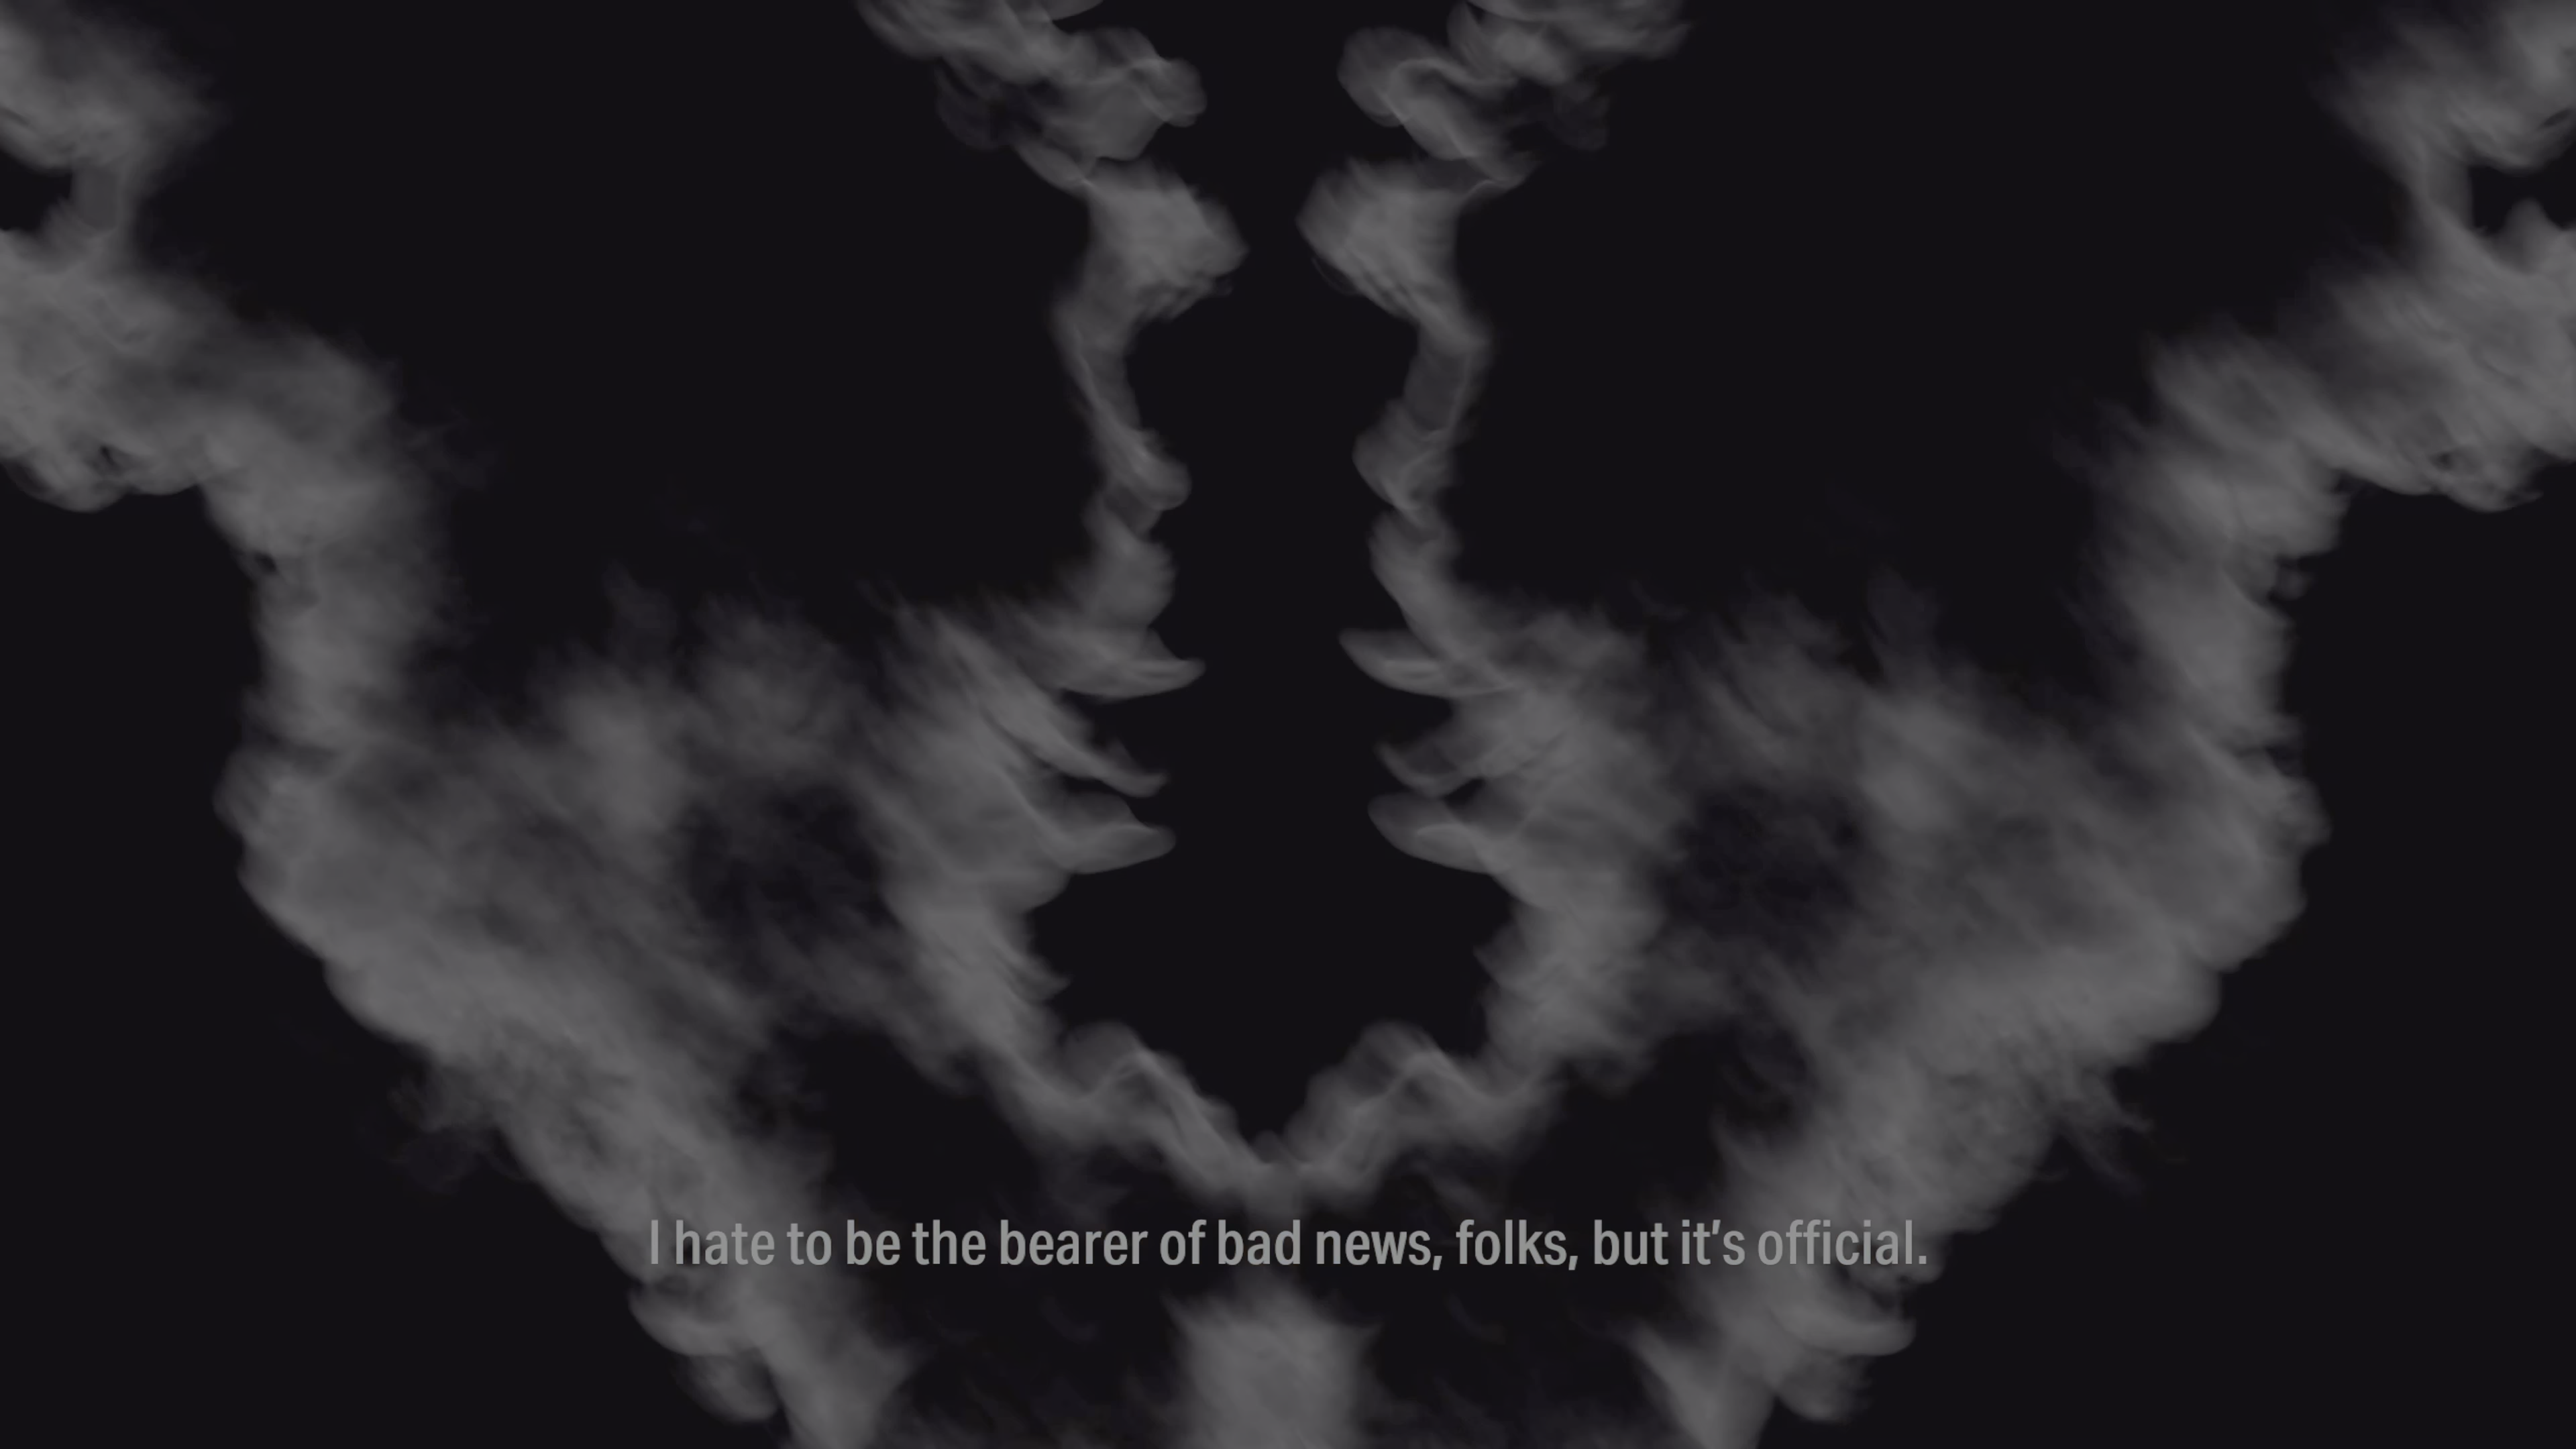 I hate to be the bearer of bad news, folks, but it’s official.